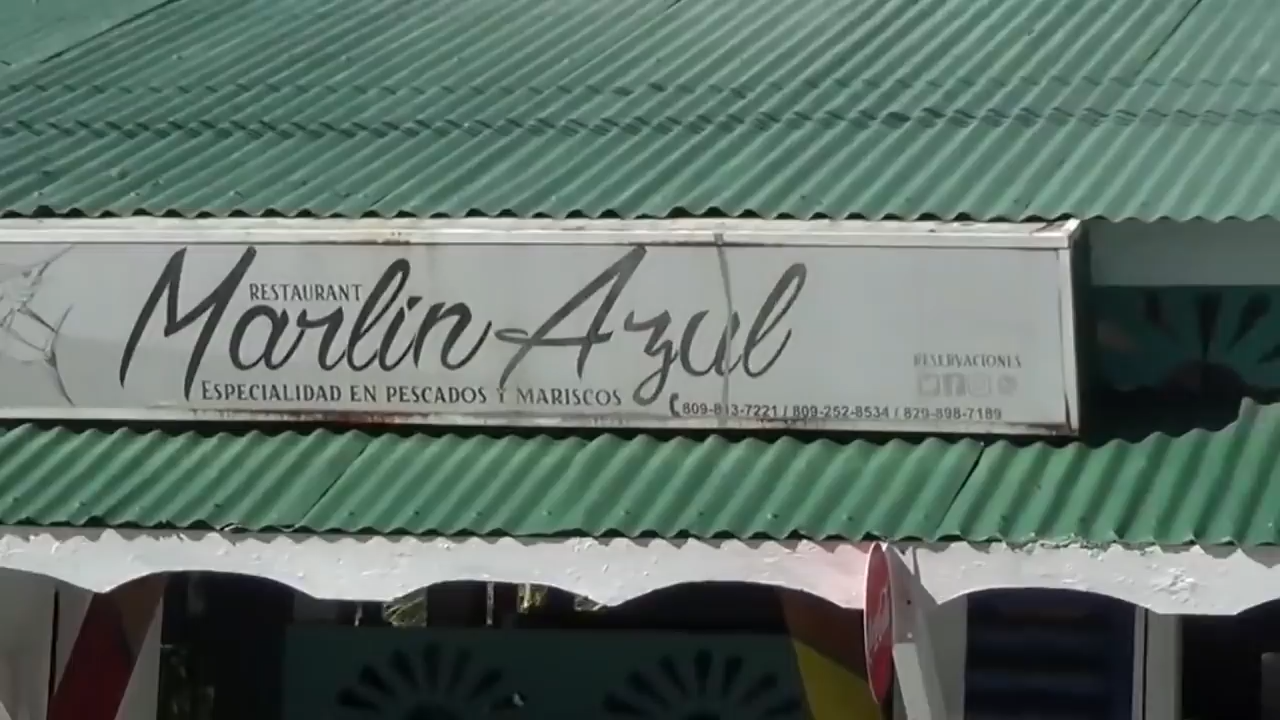 RESTAURANT
Marlin Azul
ESPECIALIDAD EN PESCADOS Y MARISCOS
RESERVACIONES
809-813-7221 / 809-252-8534 / 829-898-7189